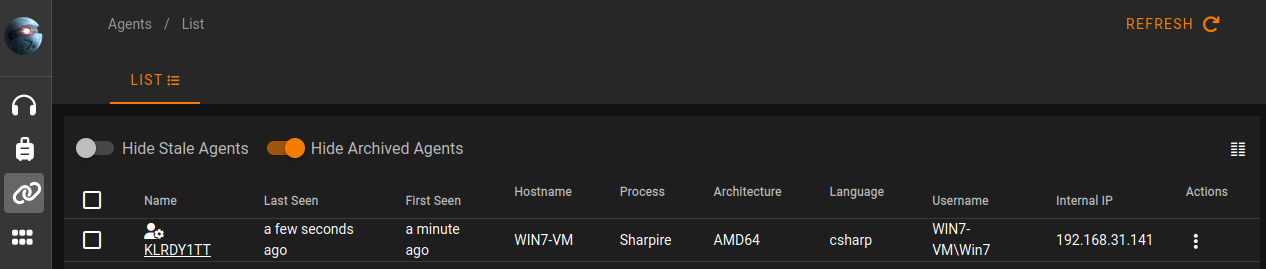 Agents / List
REFRESH
LIST
Hide Stale Agents Hide Archived Agents
Name Last Seen First Seen Hostname Process Architecture Language Username Internal IP Actions
KLRDY1TT a few seconds ago a minute ago WIN7-VM Sharpire AMD64 csharp WIN7-VM\Win7 192.168.31.141